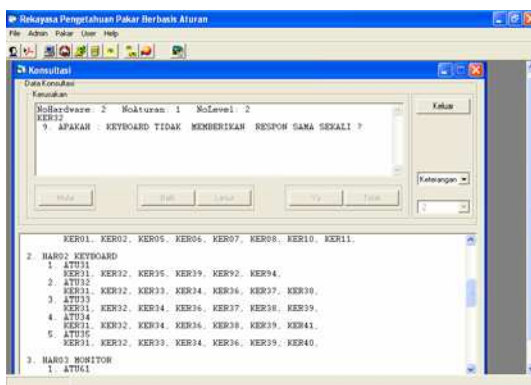 Rekayasa Pengetahuan Pakar Berbasis Aturan
File Admin Pakar User Help
Konsultasi
Data Konsultasi
Kerusakan
NoHardware: 2 NoAturan: 1 NoLevel: 2
KER32
9. APAKAH : KEYBOARD TIDAK MEMBERIKAN RESPON SAMA SEKALI ?
Keluar
Keterangan
Mulai Balik Lanjut Ya Tidak
2
KER01, KER02, KER05, KER06, KER07, KER08, KER10, KER11,
2. HAR02 KEYBOARD
1. ATU31
KER31, KER32, KER35, KER39, KER92, KER94,
2. ATU32
KER31, KER32, KER33, KER34, KER36, KER37, KER38,
3. ATU33
KER31, KER32, KER34, KER36, KER37, KER38, KER39,
4. ATU34
KER31, KER32, KER34, KER36, KER38, KER39, KER41,
5. ATU35
KER31, KER32, KER33, KER34, KER36, KER39, KER40,
3. HAR03 MONITOR
1. ATU61